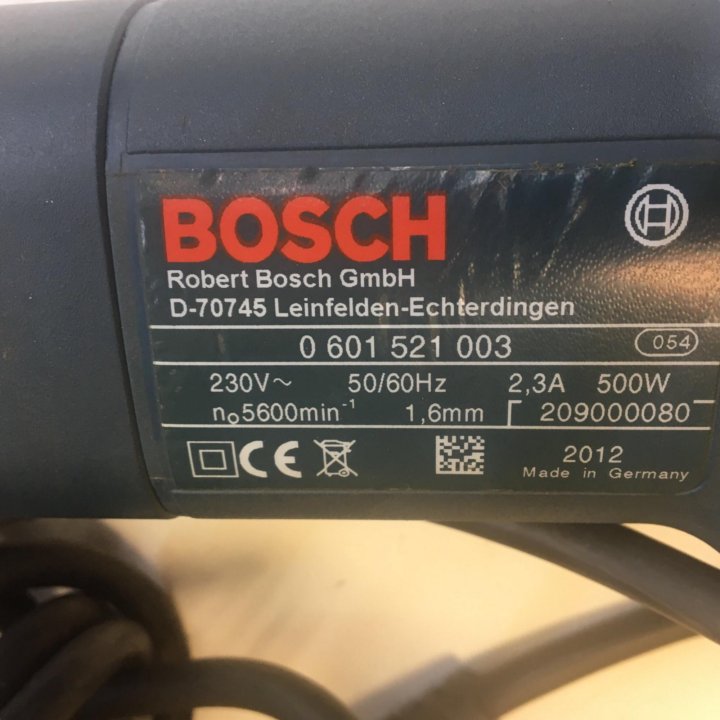 BOSCH
Robert Bosch GmbH
D-70745 Leinfelden-Echterdingen
0 601 521 003 054
230V~ 50/60Hz 2,3A 500W
n₀5600min⁻¹ 1,6mm 209000080
CE 2012
Made in Germany